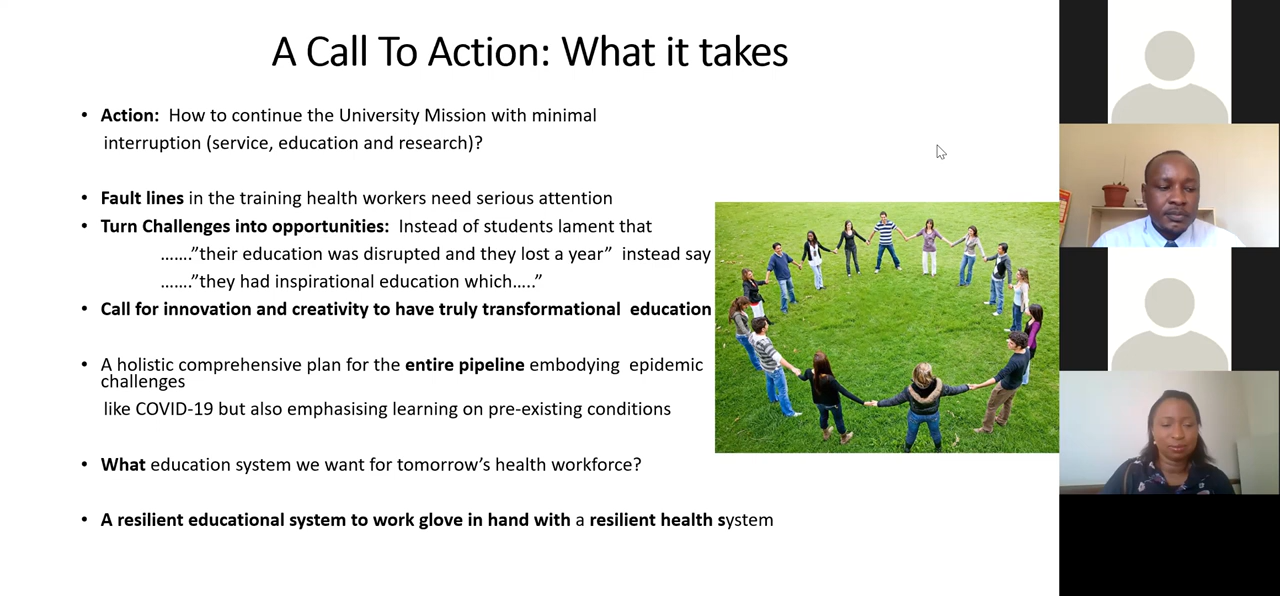 A Call To Action: What it takes
• Action:  How to continue the University Mission with minimal
interruption (service, education and research)?
• Fault lines in the training health workers need serious attention
• Turn Challenges into opportunities:  Instead of students lament that
…….”their education was disrupted and they lost a year”  instead say
…….”they had inspirational education which…..”
• Call for innovation and creativity to have truly transformational  education
• A holistic comprehensive plan for the entire pipeline embodying  epidemic
challenges
like COVID-19 but also emphasising learning on pre-existing conditions
• What education system we want for tomorrow’s health workforce?
• A resilient educational system to work glove in hand with a resilient health system